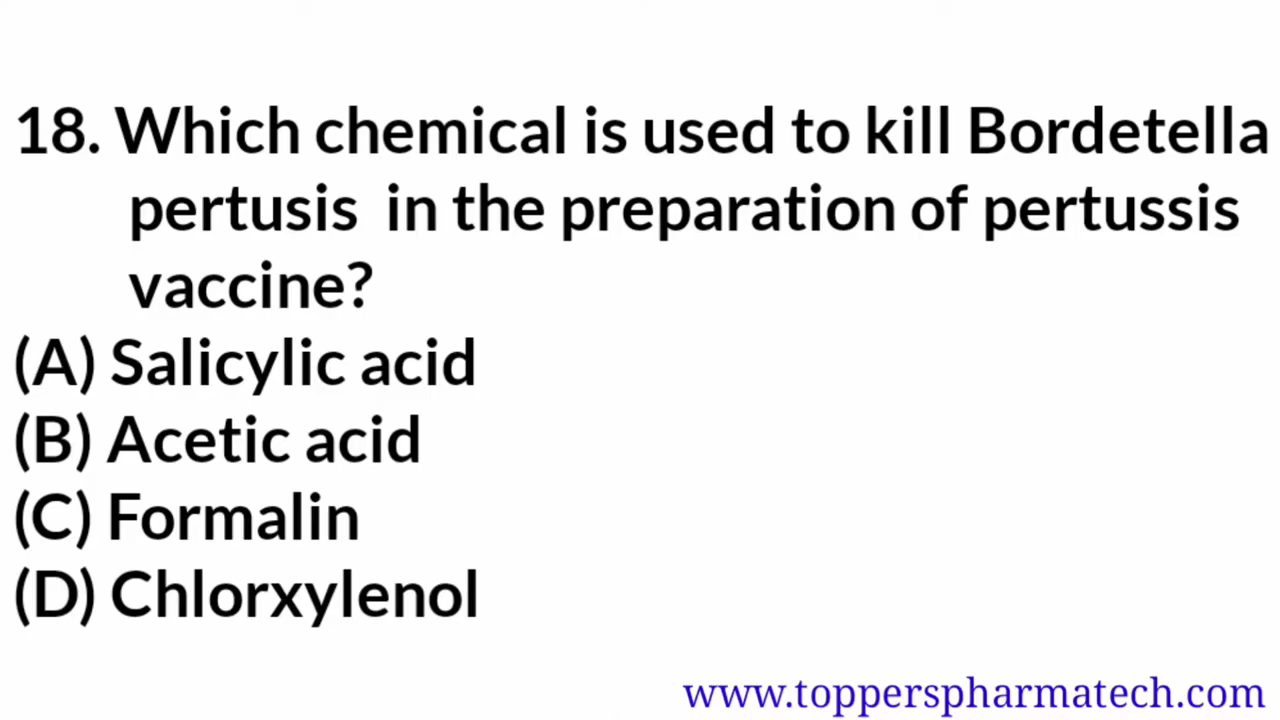 18. Which chemical is used to kill Bordetella
pertusis in the preparation of pertussis
vaccine?
(A) Salicylic acid
(B) Acetic acid
(C) Formalin
(D) Chlorxylenol
www.topperspharmatech.com